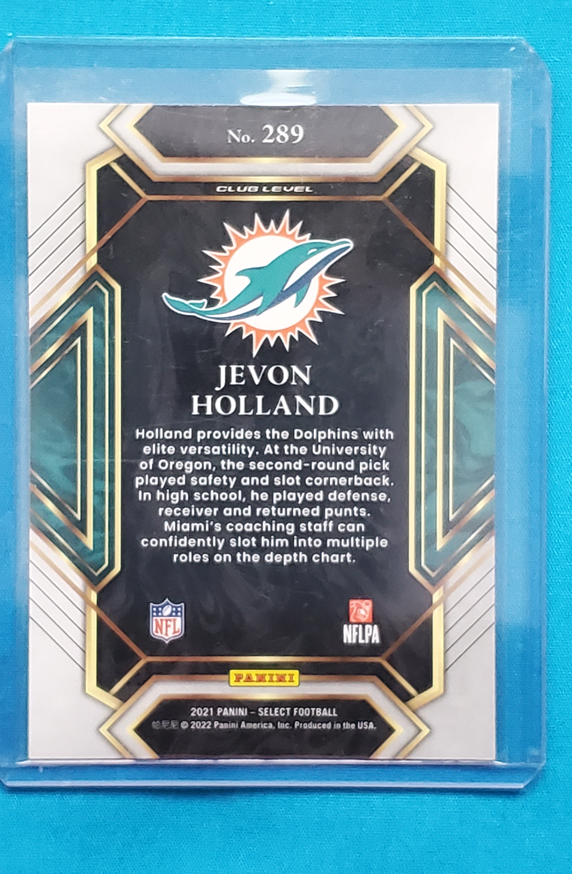 No. 289
CLUB LEVEL
JEVON
HOLLAND
Holland provides the Dolphins with
elite versatility. At the University
of Oregon, the second-round pick
played safety and slot cornerback.
In high school, he played defense,
receiver and returned punts.
Miami's coaching staff can
confidently slot him into multiple
roles on the depth chart.
NFL
NFLPA
PANINI
2021 PANINI – SELECT FOOTBALL
© 2022 Panini America, Inc. Produced in the USA.